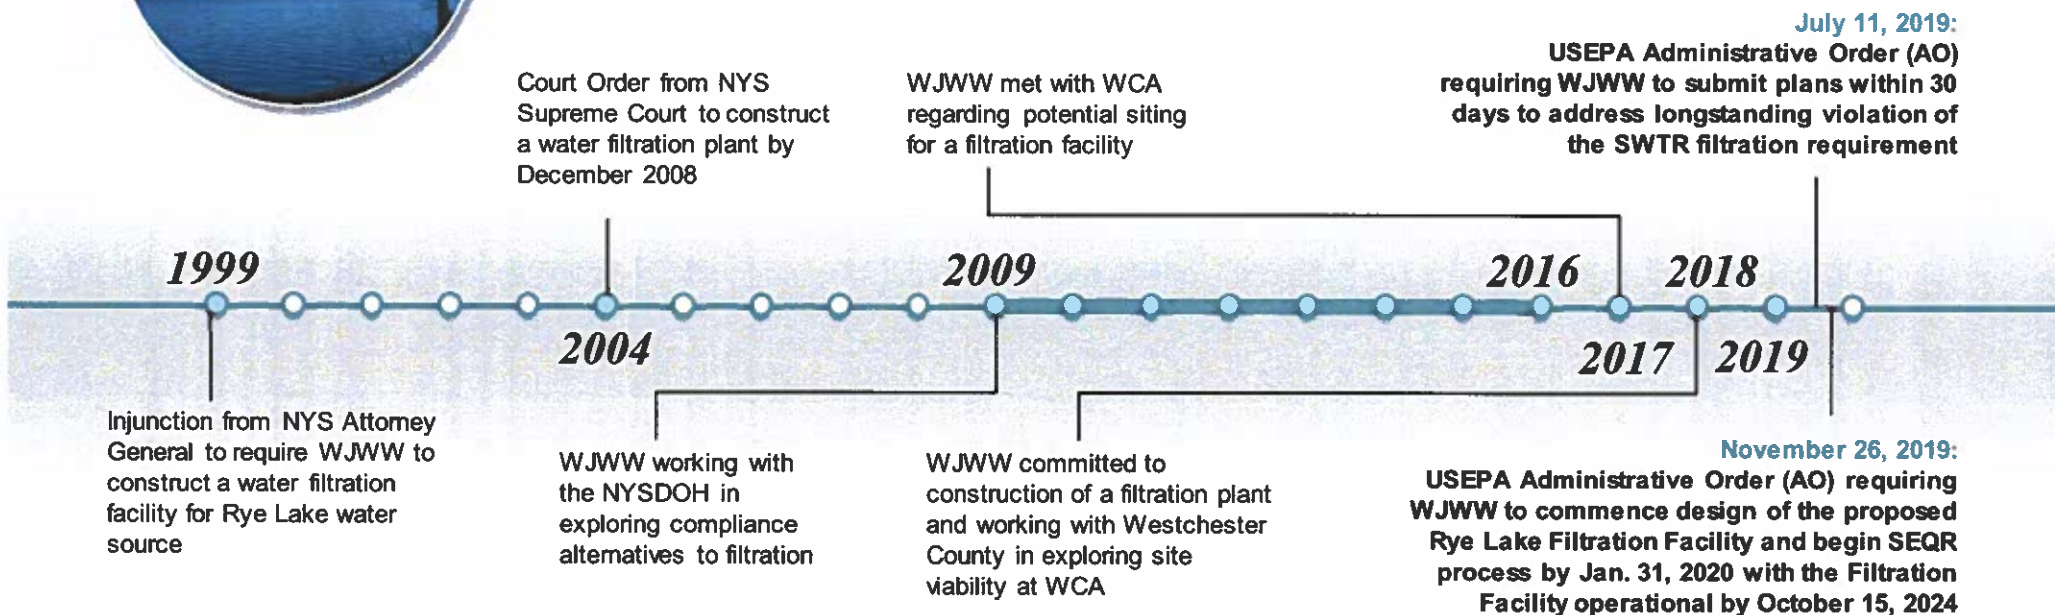 July 11, 2019:
USEPA Administrative Order (AO)
requiring WJWW to submit plans within 30
days to address longstanding violation of
the SWTR filtration requirement
Court Order from NYS
Supreme Court to construct
a water filtration plant by
December 2008
WJWW met with WCA
regarding potential siting
for a filtration facility
1999
2009
2016
2018
2004
2017
2019
Injunction from NYS Attorney
General to require WJWW to
construct a water filtration
facility for Rye Lake water
source
WJWW working with
the NYSDOH in
exploring compliance
alternatives to filtration
WJWW committed to
construction of a filtration plant
and working with Westchester
County in exploring site
viability at WCA
November 26, 2019:
USEPA Administrative Order (AO) requiring
WJWW to commence design of the proposed
Rye Lake Filtration Facility and begin SEQR
process by Jan. 31, 2020 with the Filtration
Facility operational by October 15, 2024